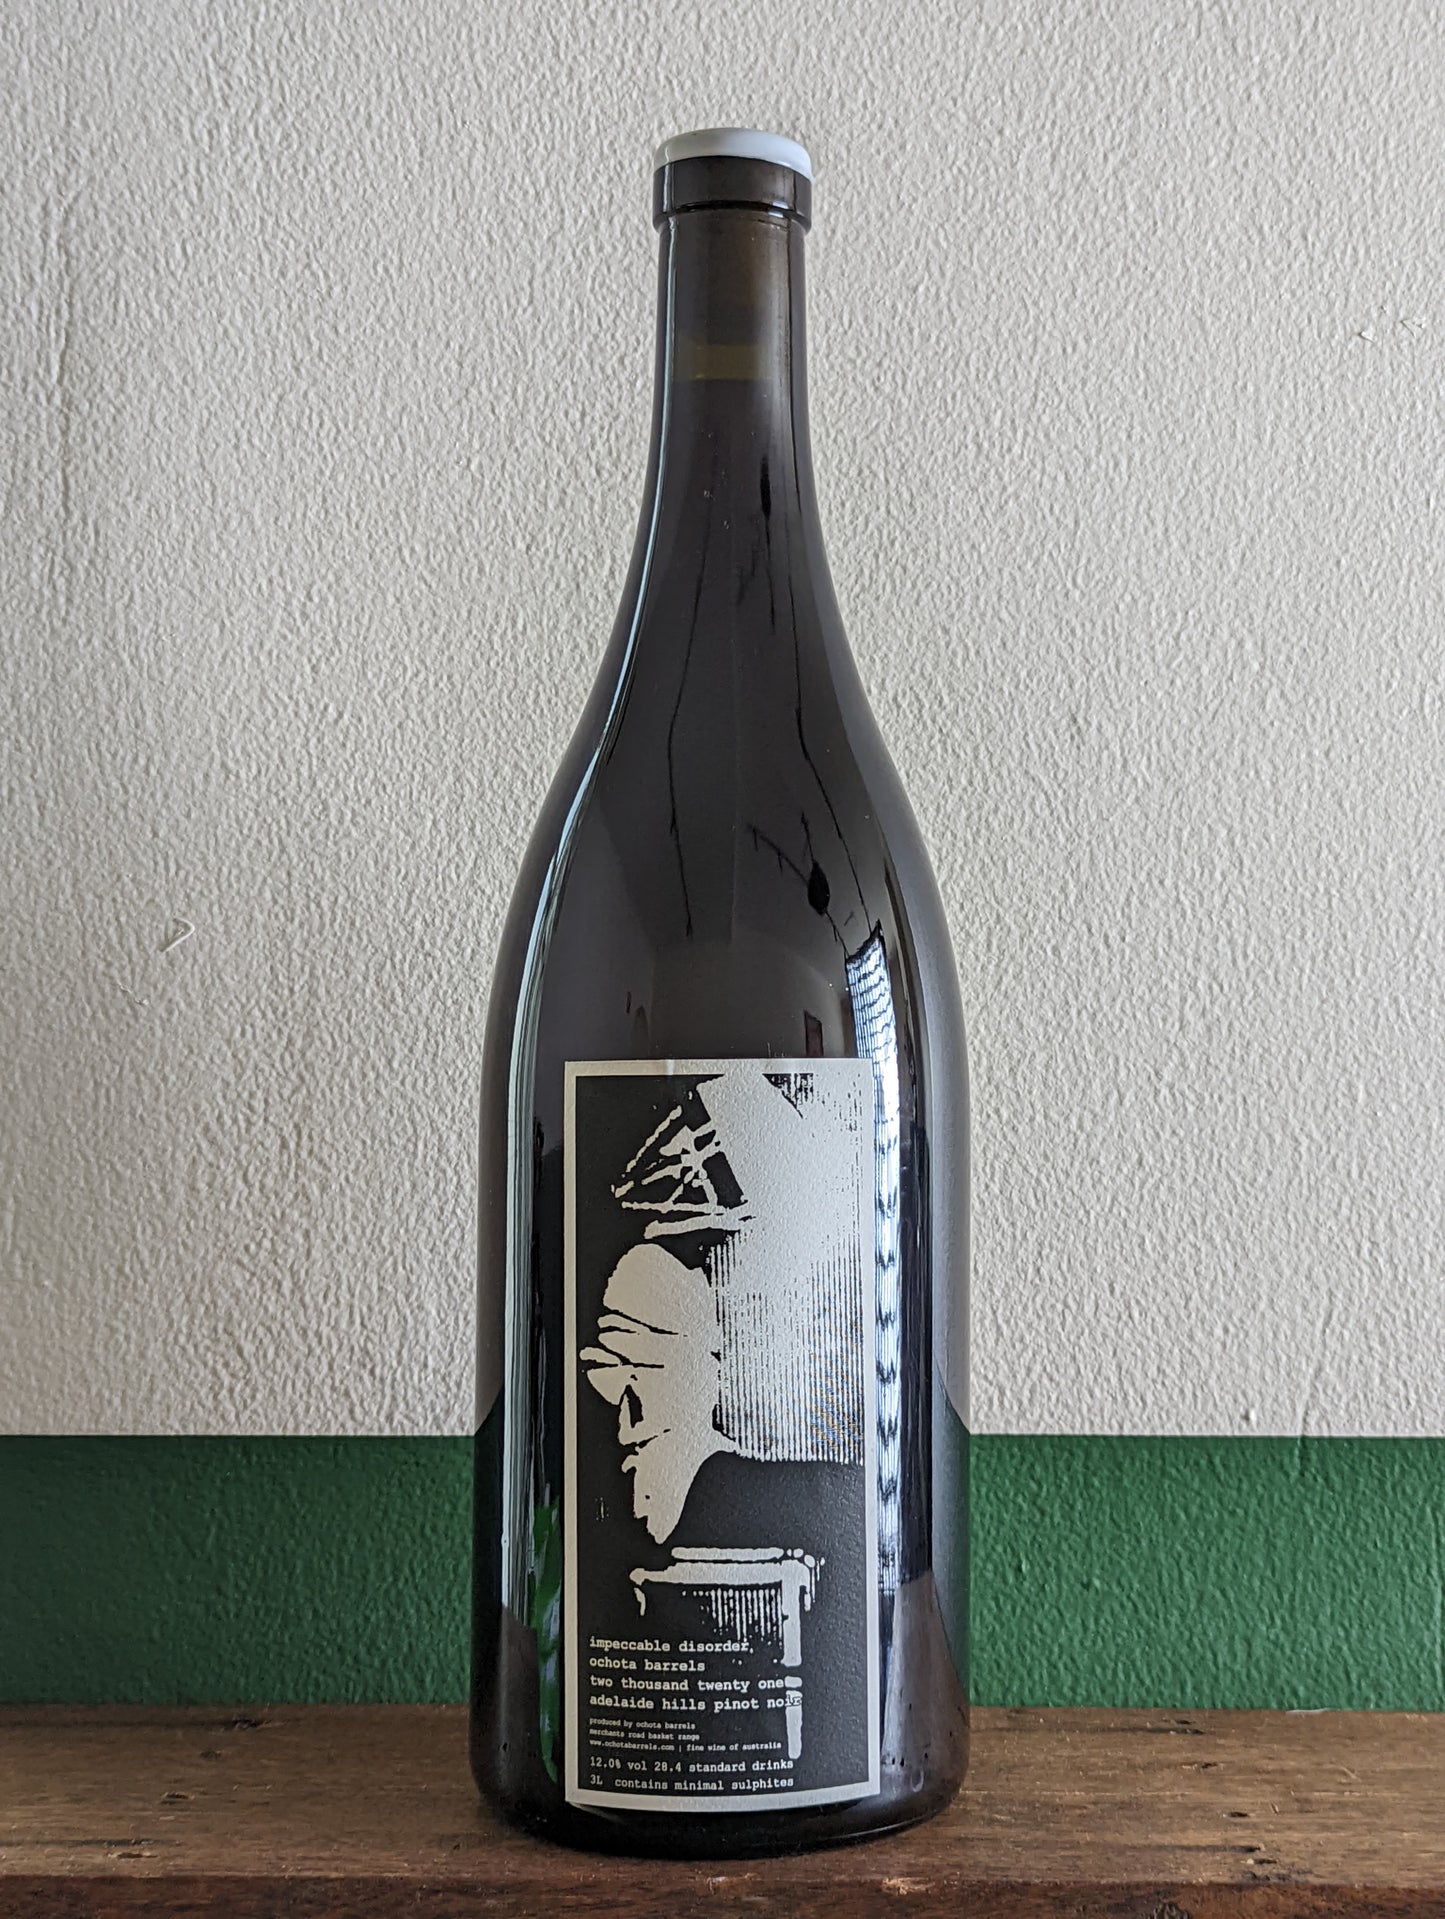 impeccable disorder,
ochota barrels
two thousand twenty one
adelaide hills pinot noir
produced by ochota barrels
merchants road basket range
www.ochotabarrels.com | fine wine of australia
12.0% vol 28.4 standard drinks
3L contains minimal sulphites